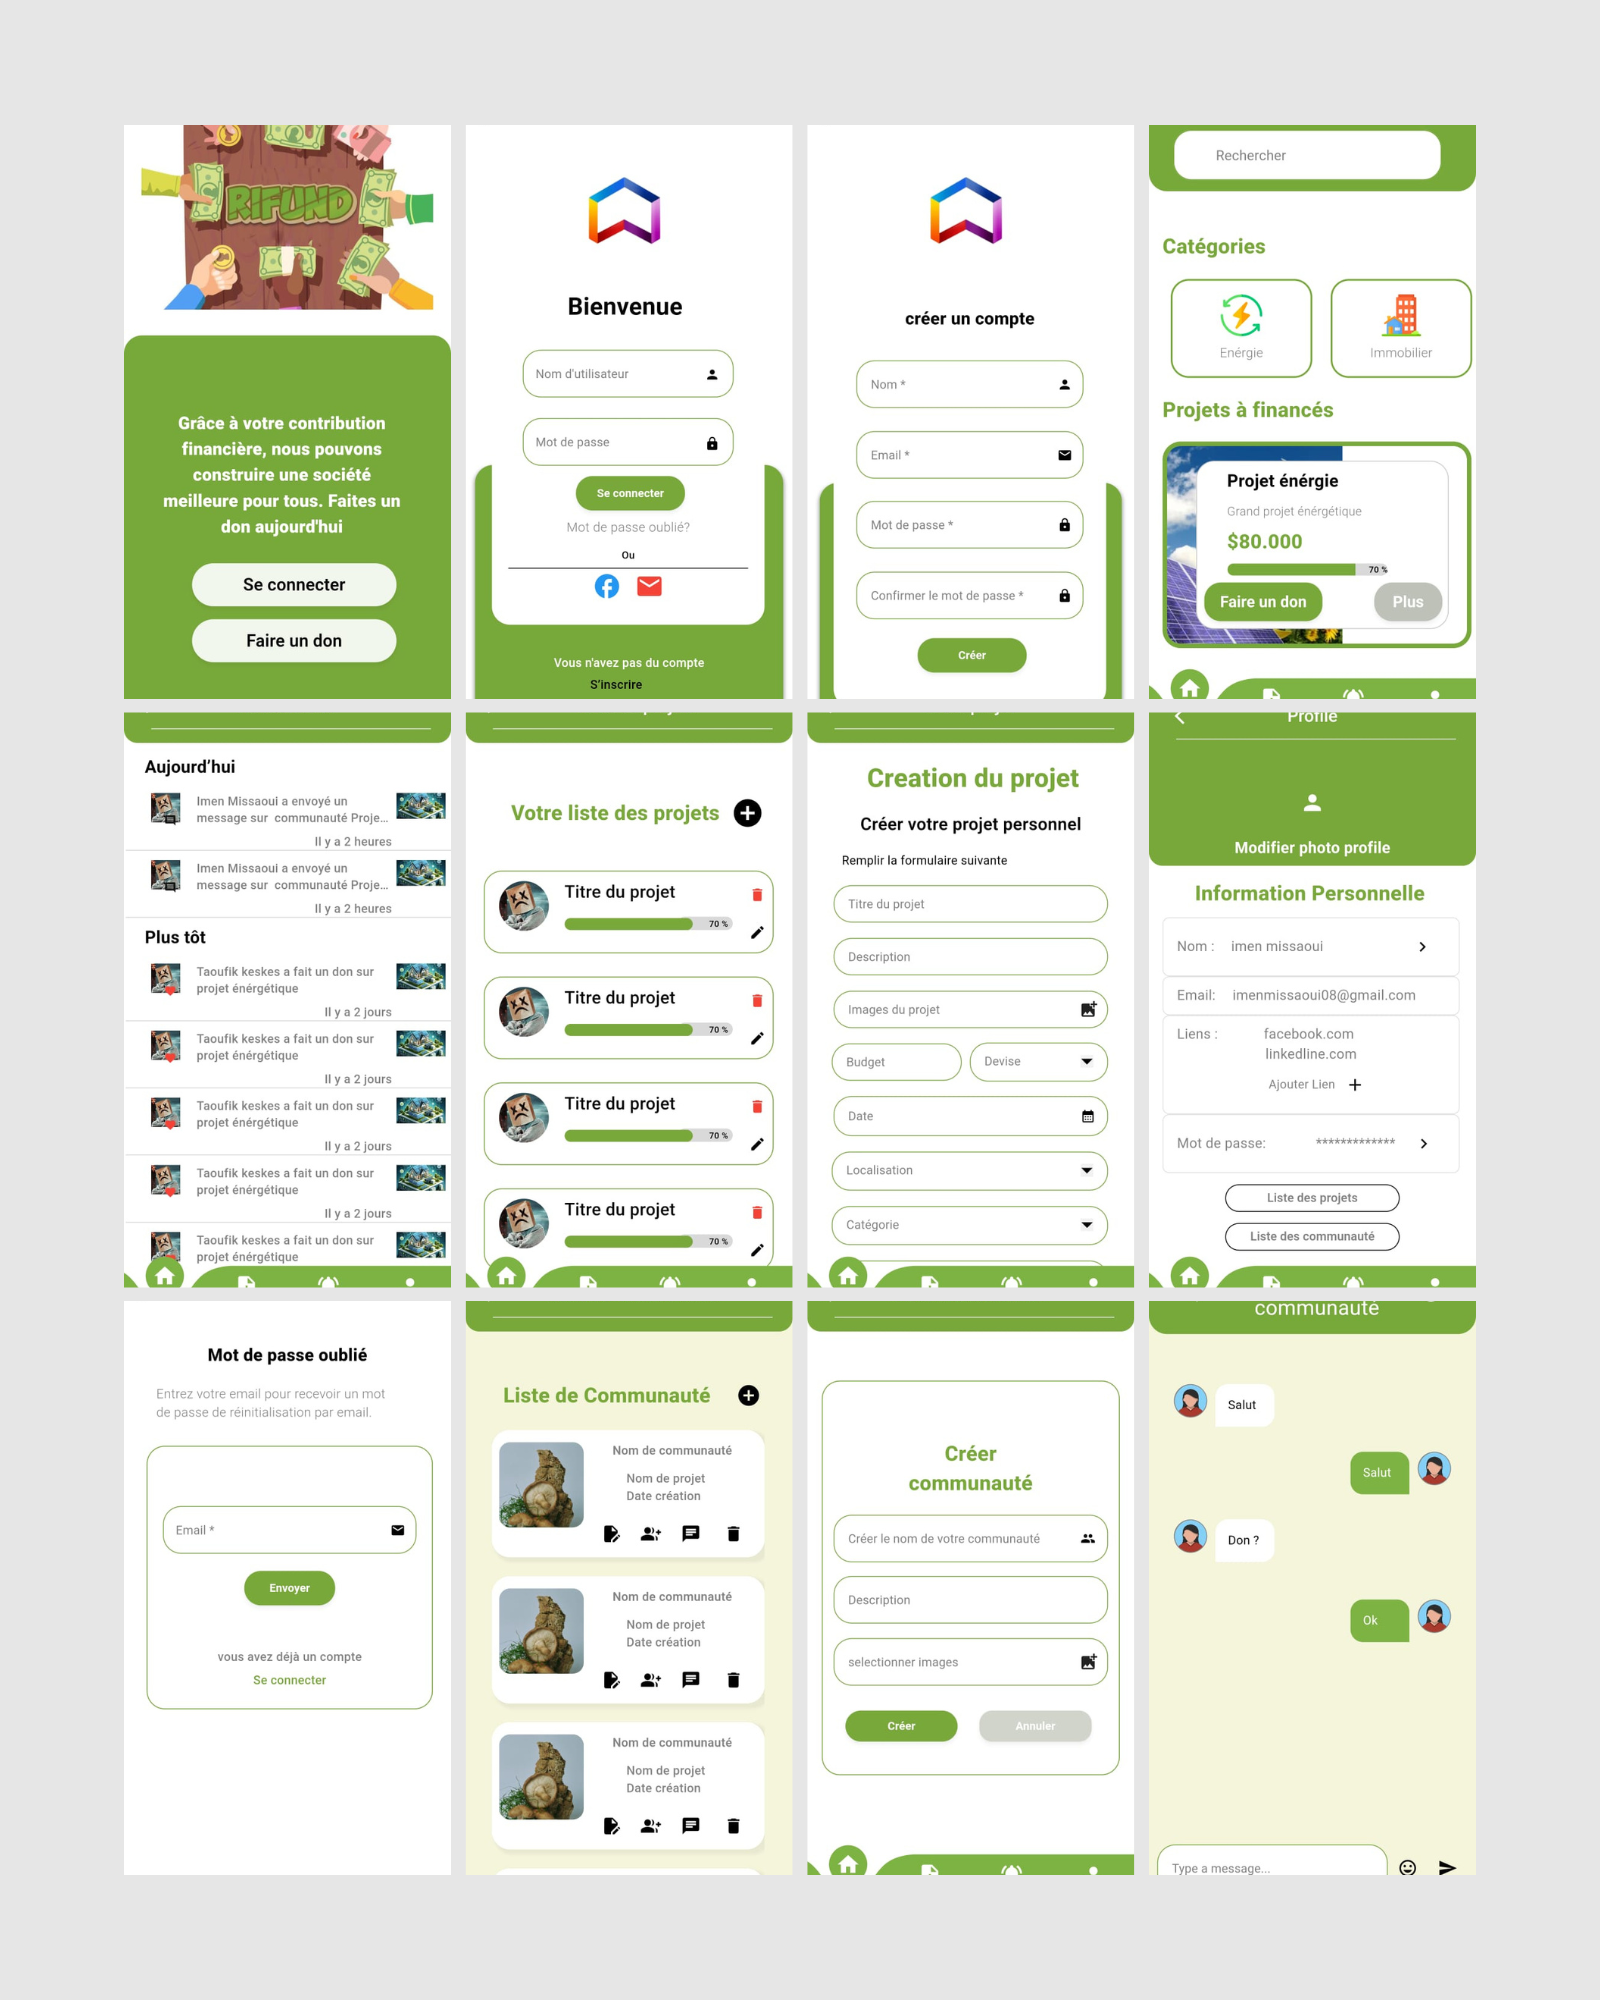 RIFUND
Grâce à votre contribution
financière, nous pouvons
construire une société
meilleure pour tous. Faites un
don aujourd'hui
Se connecter
Faire un don
Bienvenue
Nom d'utilisateur
Mot de passe
Se connecter
Mot de passe oublié?
Ou
Vous n'avez pas du compte
S'inscrire
créer un compte
Nom *
Email *
Mot de passe *
Confirmer le mot de passe *
Créer
Rechercher
Catégories
Enérgie
Immobilier
Projets à financés
Projet énérgie
Grand projet énérgétique
$80.000
70 %
Faire un don
Plus
Aujourd'hui
Imen Missaoui a envoyé un
message sur communauté Proje...
Il y a 2 heures
Imen Missaoui a envoyé un
message sur communauté Proje...
Il y a 2 heures
Plus tôt
Taoufik keskes a fait un don sur
projet énérgétique
Il y a 2 jours
Taoufik keskes a fait un don sur
projet énérgétique
Il y a 2 jours
Taoufik keskes a fait un don sur
projet énérgétique
Il y a 2 jours
Taoufik keskes a fait un don sur
projet énérgétique
Il y a 2 jours
Taoufik keskes a fait un don sur
projet énérgétique
Votre liste des projets
Titre du projet
70 %
Titre du projet
70 %
Titre du projet
70 %
Titre du projet
70 %
Creation du projet
Créer votre projet personnel
Remplir la formulaire suivante
Titre du projet
Description
Images du projet
Budget
Devise
Date
Localisation
Catégorie
Profile
Modifier photo profile
Information Personnelle
Nom : imen missaoui
Email: imenmissaoui08@gmail.com
Liens : facebook.com
linkedline.com
Ajouter Lien
Mot de passe: *************
Liste des projets
Liste des communauté
Mot de passe oublié
Entrez votre email pour recevoir un mot
de passe de réinitialisation par email.
Email *
Envoyer
vous avez déjà un compte
Se connecter
Liste de Communauté
Nom de communauté
Nom de projet
Date création
Nom de communauté
Nom de projet
Date création
Nom de communauté
Nom de projet
Date création
Créer
communauté
Créer le nom de votre communauté
Description
selectionner images
Créer
Annuler
communauté
Salut
Salut
Don ?
Ok
Type a message...